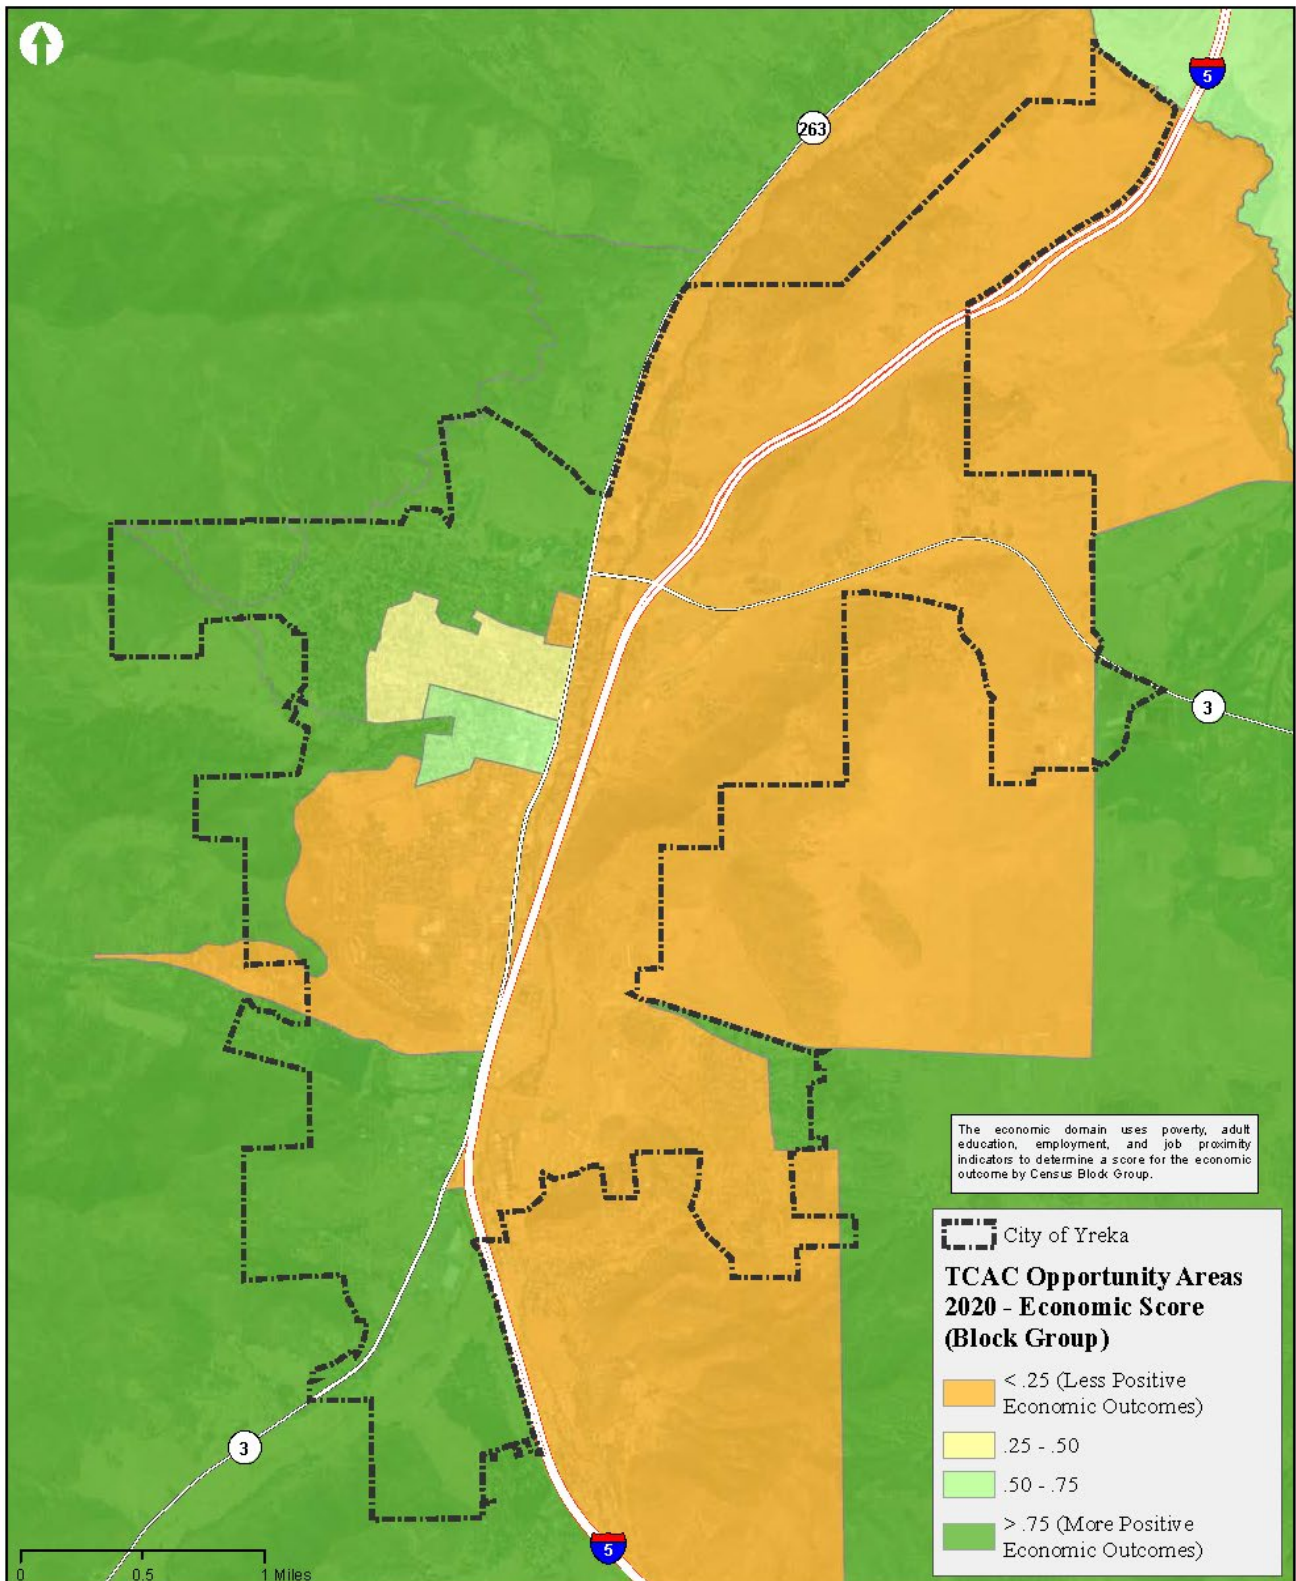 5
263
3
3
5
The economic domain uses poverty, adult
education, employment, and job proximity
indicators to determine a score for the economic
outcome by Census Block Group.
City of Yreka
TCAC Opportunity Areas
2020 - Economic Score
(Block Group)
< .25 (Less Positive
Economic Outcomes)
.25 - .50
.50 - .75
> .75 (More Positive
Economic Outcomes)
0 0.5 1 Miles